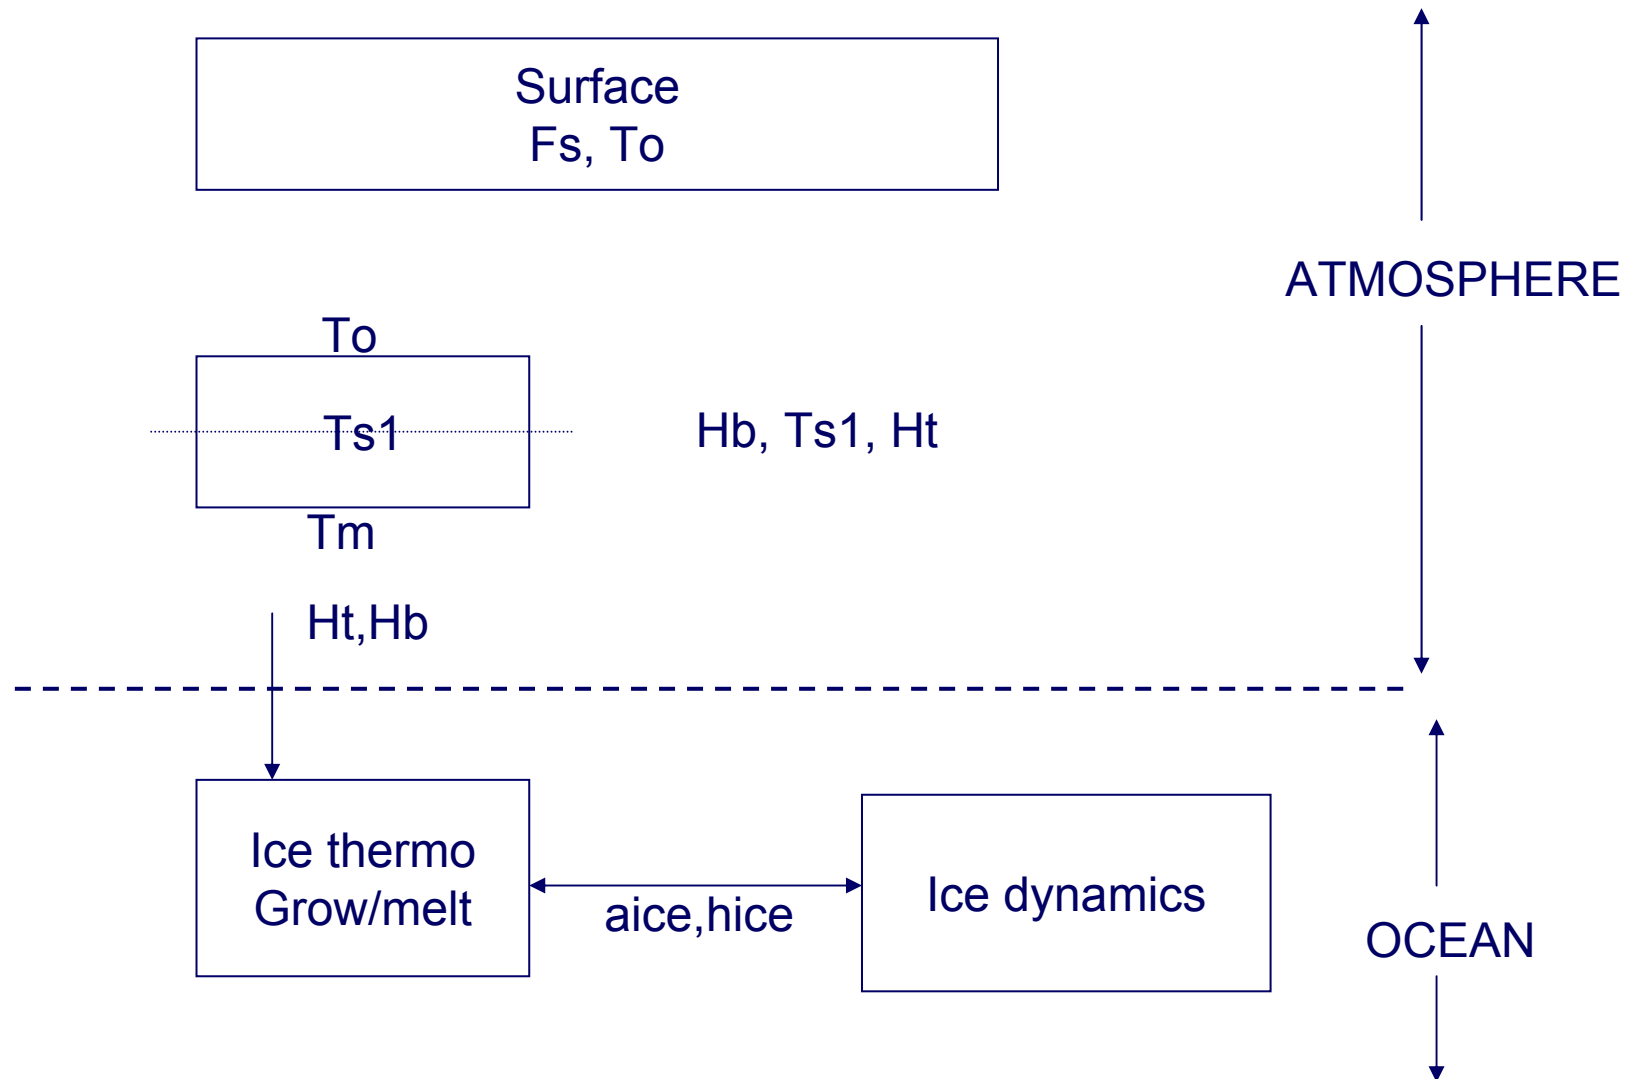 Surface
Fs, To
ATMOSPHERE
To
Ts1
Hb, Ts1, Ht
Tm
Ht,Hb
Ice thermo
Grow/melt
aice,hice
Ice dynamics
OCEAN